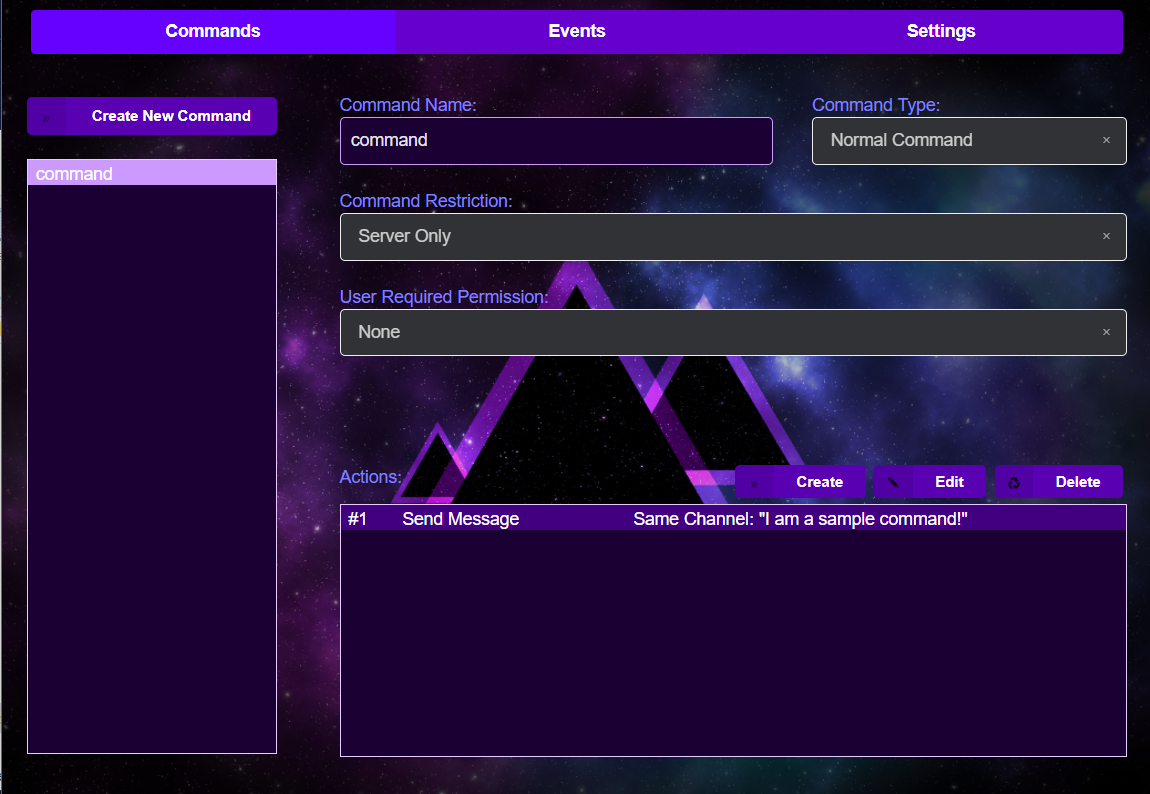 Commands
Events
Settings
Create New Command
command
Command Name:
command
Command Type:
Normal Command
Command Restriction:
Server Only
User Required Permission:
None
Actions:
Create
Edit
Delete
#1 Send Message Same Channel: "I am a sample command!"